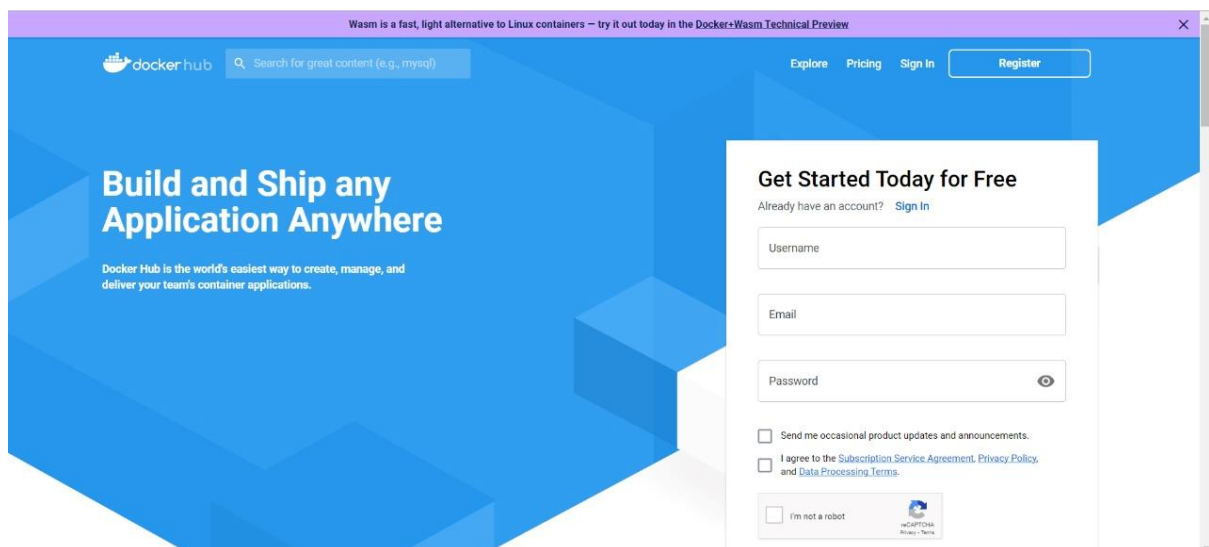 Wasm is a fast, light alternative to Linux containers – try it out today in the Docker+Wasm Technical Preview
docker hub
Search for great content (e.g., mysql)
Explore
Pricing
Sign In
Register
Build and Ship any
Application Anywhere
Docker Hub is the world's easiest way to create, manage, and
deliver your team's container applications.
Get Started Today for Free
Already have an account? Sign In
Username
Email
Password
Send me occasional product updates and announcements.
I agree to the Subscription Service Agreement, Privacy Policy,
and Data Processing Terms.
I'm not a robot
reCAPTCHA
Privacy - Terms